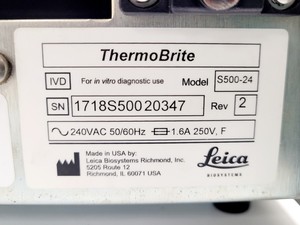 ThermoBrite
IVD For in vitro diagnostic use Model S500-24
SN 1718S500 20347 Rev 2
240VAC 50/60Hz 1.6A 250V, F
Made in USA by:
Leica Biosystems Richmond, Inc.
5205 Route 12
Richmond, IL 60071 USA
Leica
BIOSYSTEMS